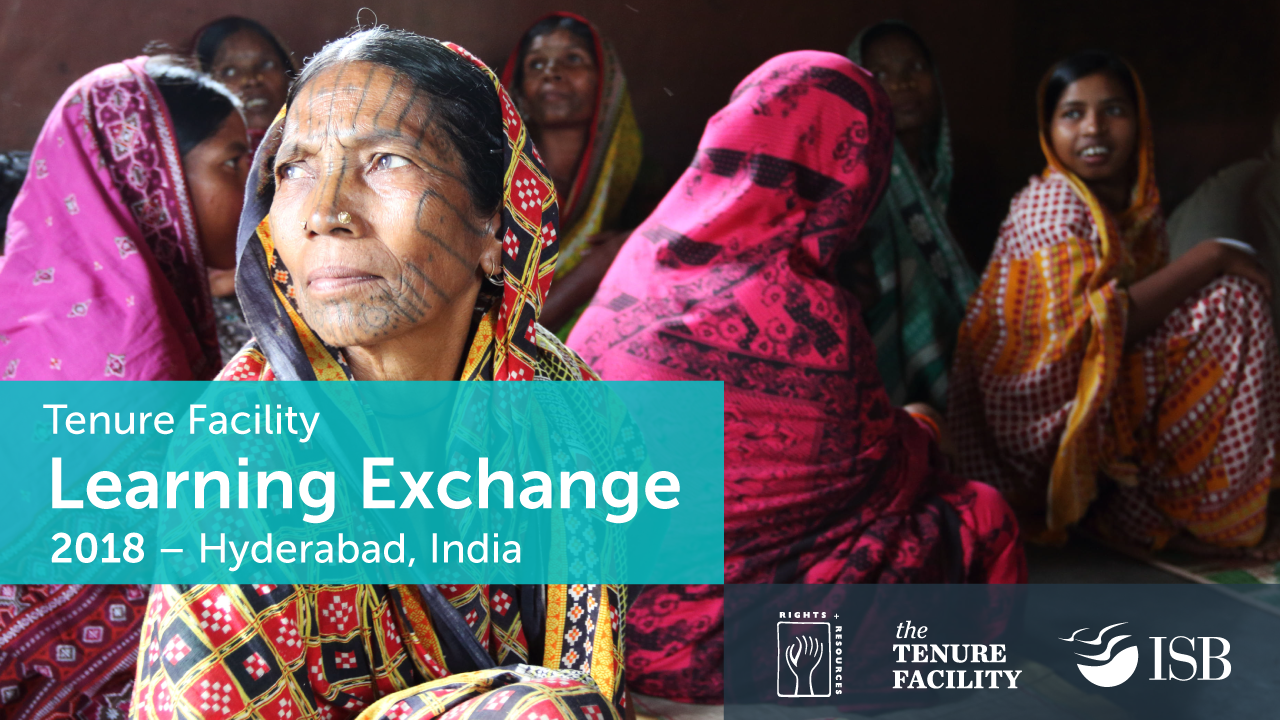 Tenure Facility
Learning Exchange
2018 – Hyderabad, India
RIGHTS +
RESOURCES
the
TENURE
FACILITY
ISB